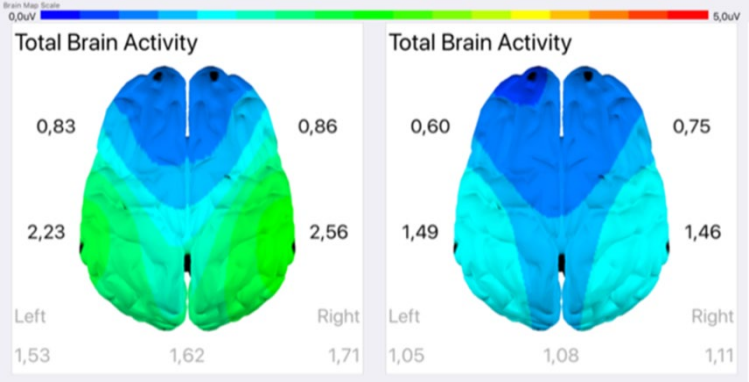 Brain Map Scale
0,0uV 5,0uV
Total Brain Activity
0,83 0,86
2,23 2,56
Left Right
1,53 1,62 1,71
Total Brain Activity
0,60 0,75
1,49 1,46
Left Right
1,05 1,08 1,11